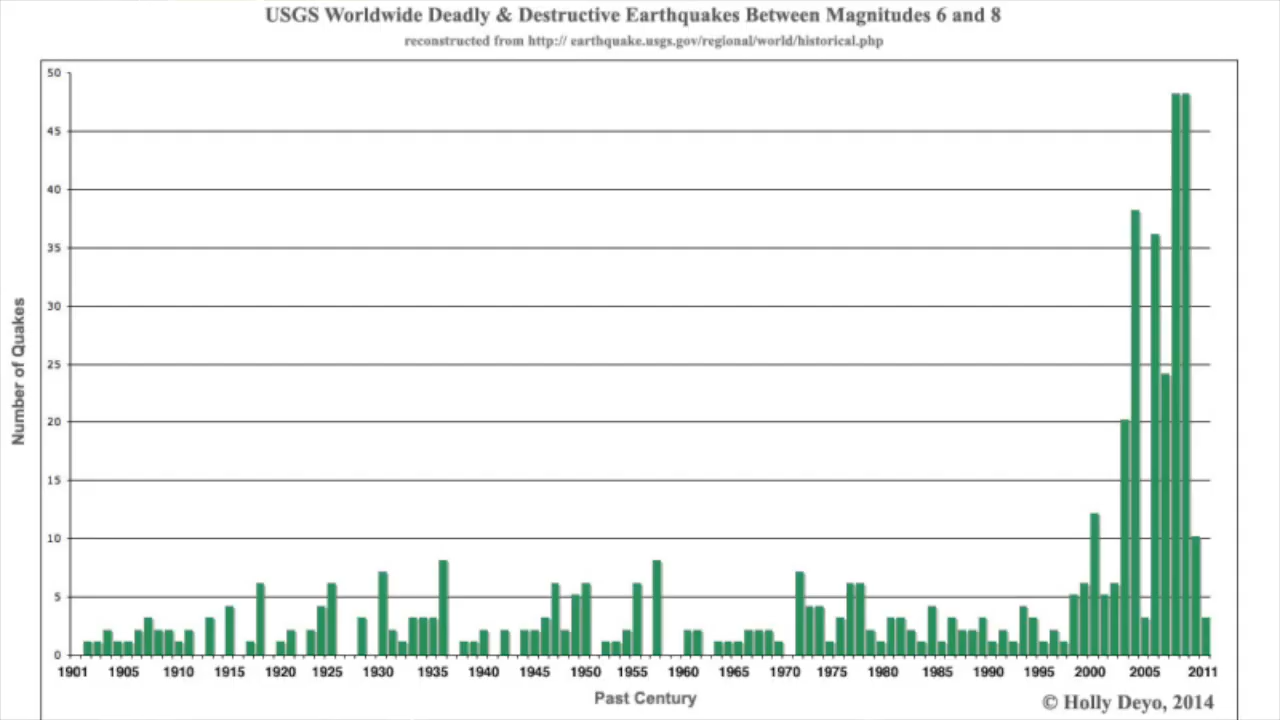 USGS Worldwide Deadly & Destructive Earthquakes Between Magnitudes 6 and 8
reconstructed from http:// earthquake.usgs.gov/regional/world/historical.php
50
45
40
35
30
25
20
15
10
5
0
Number of Quakes
1901 1905 1910 1915 1920 1925 1930 1935 1940 1945 1950 1955 1960 1965 1970 1975 1980 1985 1990 1995 2000 2005 2011
Past Century
© Holly Deyo, 2014